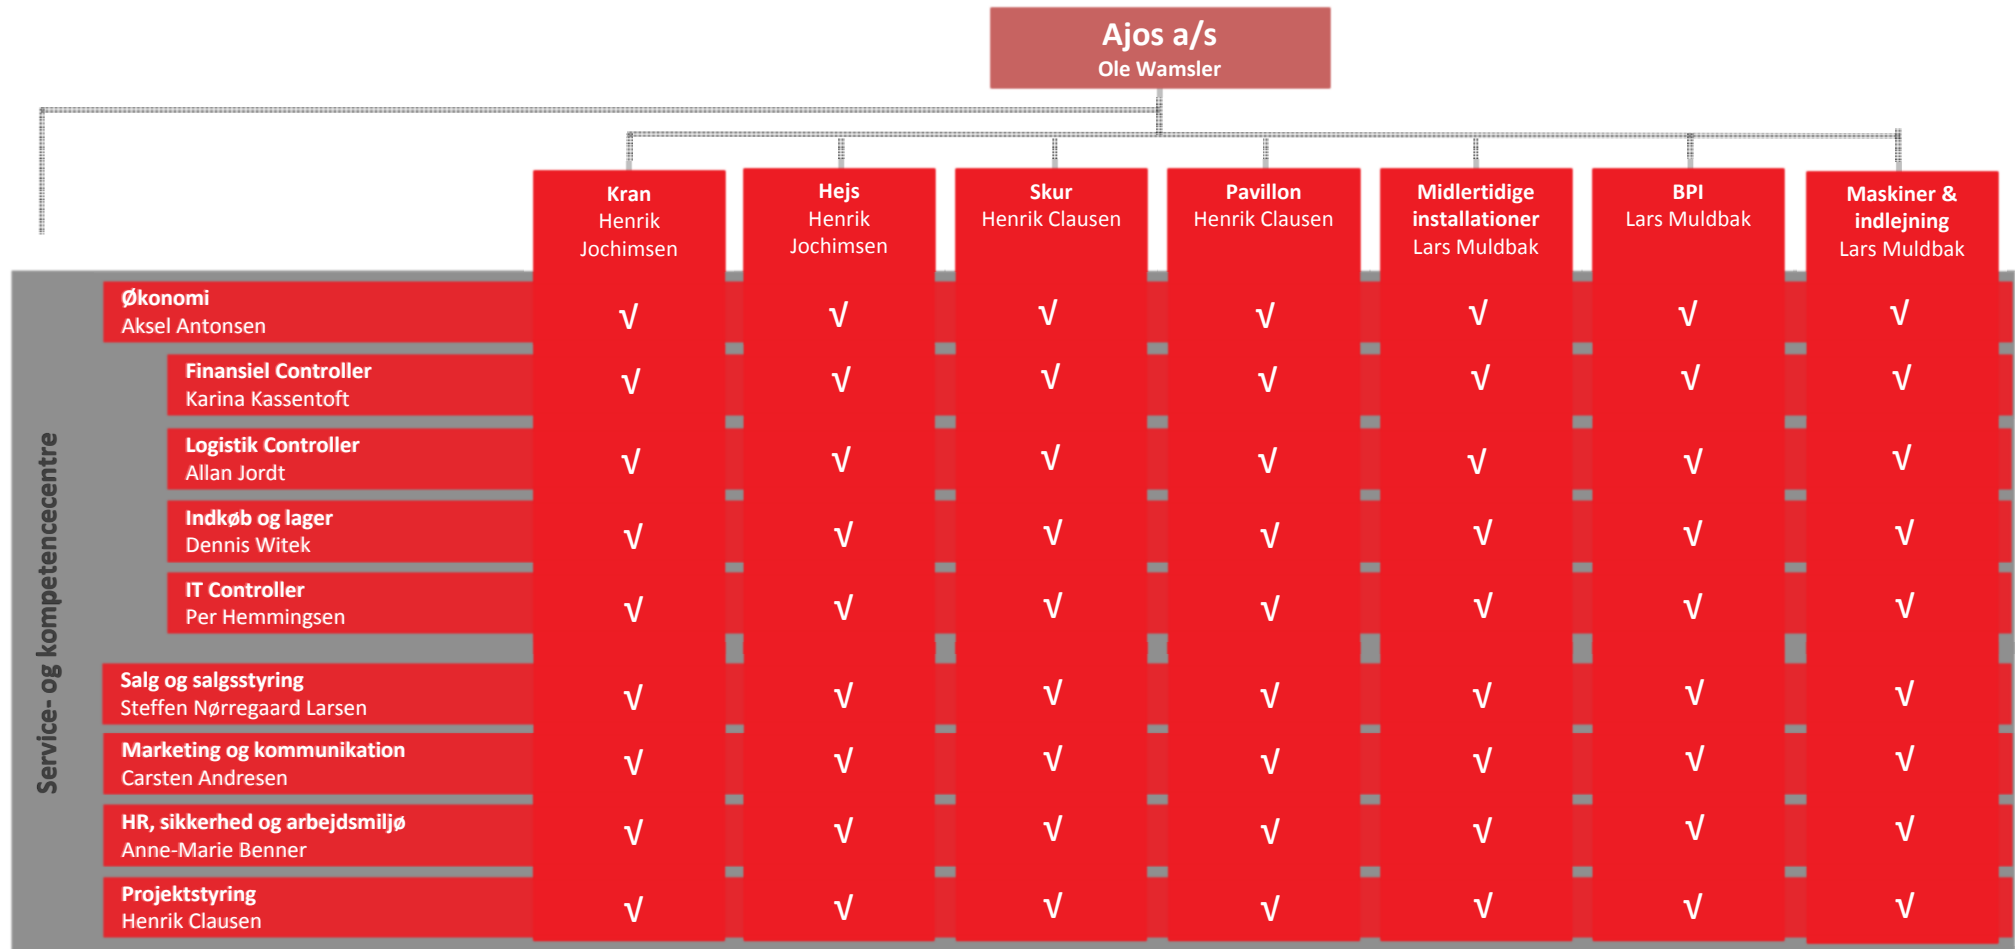 Ajos a/s
Ole Wamsler
Kran
Henrik
Jochimsen
Hejs
Henrik
Jochimsen
Skur
Henrik Clausen
Pavillon
Henrik Clausen
Midlertidige
installationer
Lars Muldbak
BPI
Lars Muldbak
Maskiner &
indlejning
Lars Muldbak
Service- og kompetencecentre
Økonomi
Aksel Antonsen
√ √ √ √ √ √ √
Finansiel Controller
Karina Kassentoft
√ √ √ √ √ √ √
Logistik Controller
Allan Jordt
√ √ √ √ √ √ √
Indkøb og lager
Dennis Witek
√ √ √ √ √ √ √
IT Controller
Per Hemmingsen
√ √ √ √ √ √ √
Salg og salgsstyring
Steffen Nørregaard Larsen
√ √ √ √ √ √ √
Marketing og kommunikation
Carsten Andresen
√ √ √ √ √ √ √
HR, sikkerhed og arbejdsmiljø
Anne-Marie Benner
√ √ √ √ √ √ √
Projektstyring
Henrik Clausen
√ √ √ √ √ √ √